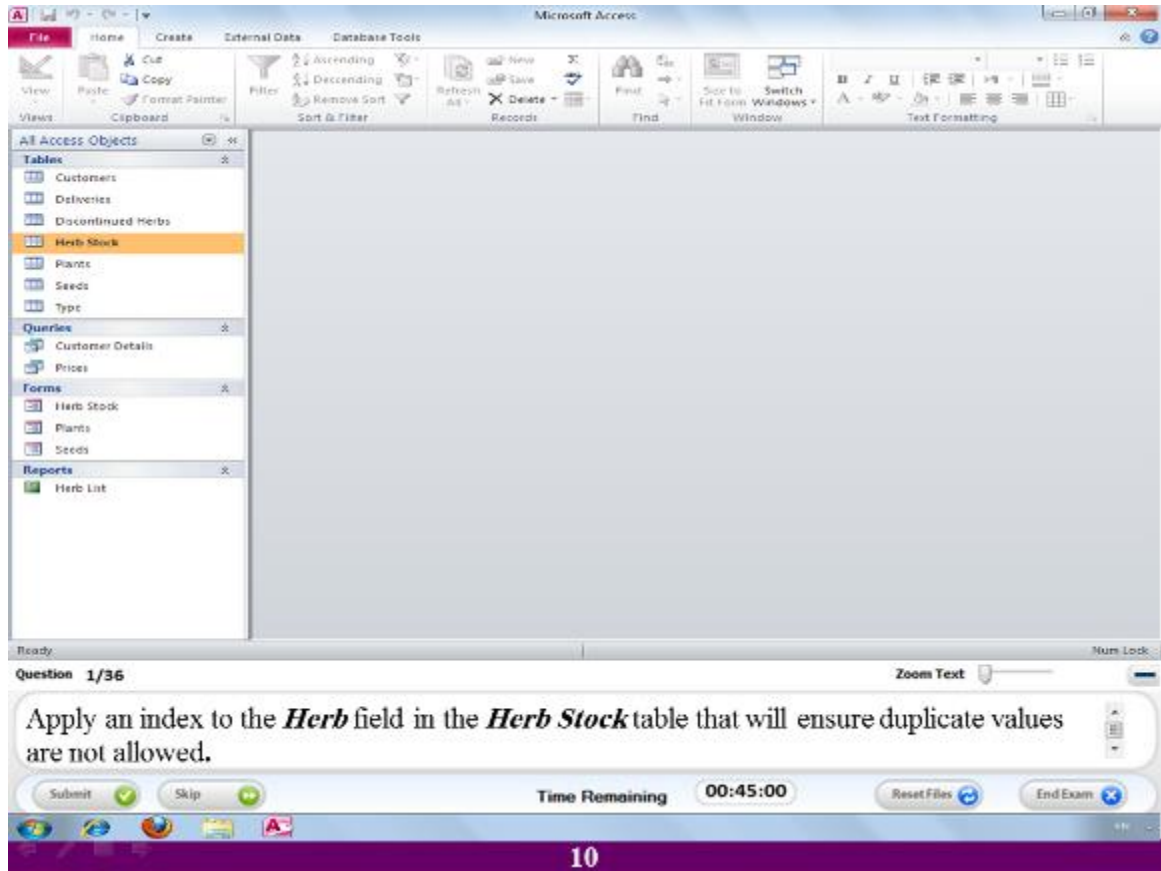 Microsoft Access
File Home Create External Data Database Tools
View Paste Cut Copy Format Painter
Filter Ascending Descending Remove Sort
Refresh All New Save Delete
Find
Size to Fit Form Switch Windows
Views Clipboard Sort & Filter Records Find Window Text Formatting
All Access Objects
Tables
Customers
Deliveries
Discontinued Herbs
Herb Stock
Plants
Seeds
Type
Queries
Customer Details
Prices
Forms
Herb Stock
Plants
Seeds
Reports
Herb List
Ready Num Lock
Question 1/36 Zoom Text
Apply an index to the Herb field in the Herb Stock table that will ensure duplicate values
are not allowed.
Submit Skip Time Remaining 00:45:00 Reset Files End Exam
EN
10